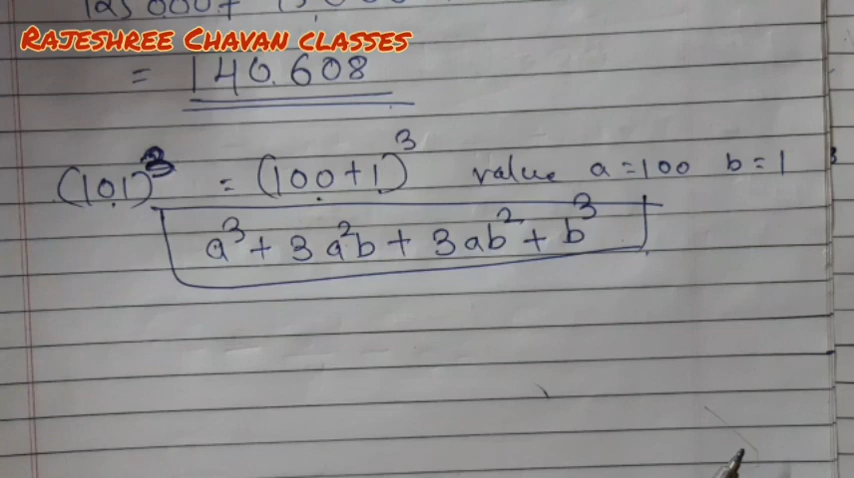 RAJESHREE CHAVAN CLASSES
= 140.608
(101)³ = (100+1)³ value a=100 b=1
a³ + 3a²b + 3ab² + b³